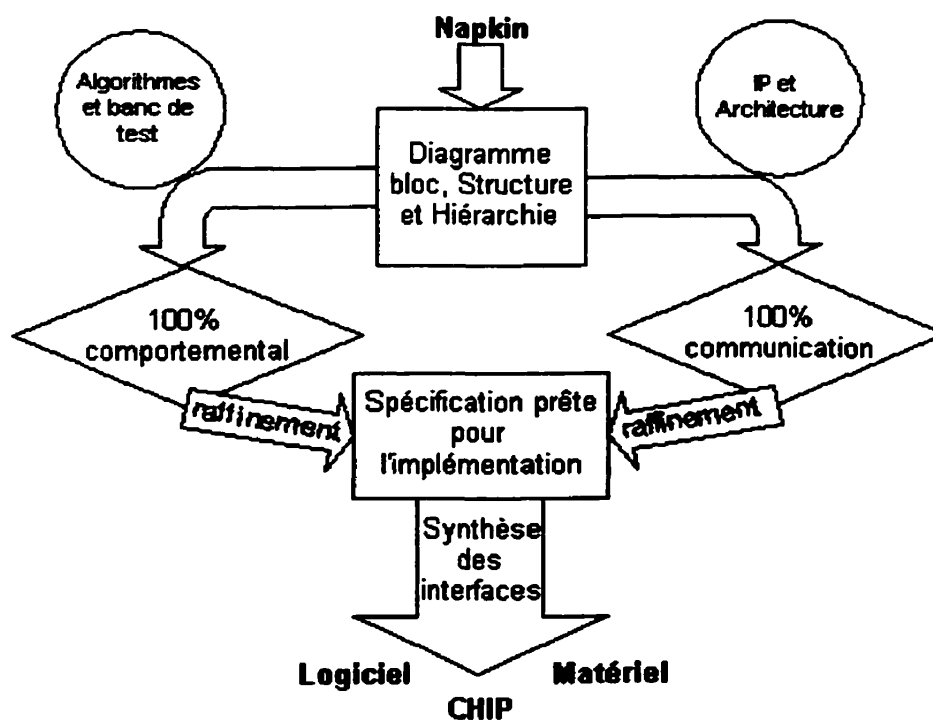 Napkin
Algorithmes
et banc de
test
IP et
Architecture
Diagramme
bloc, Structure
et Hiérarchie
100%
comportemental
100%
communication
raffinement
Spécification prête
pour
l'implémentation
raffinement
Synthèse
des
interfaces
Logiciel
Matériel
CHIP